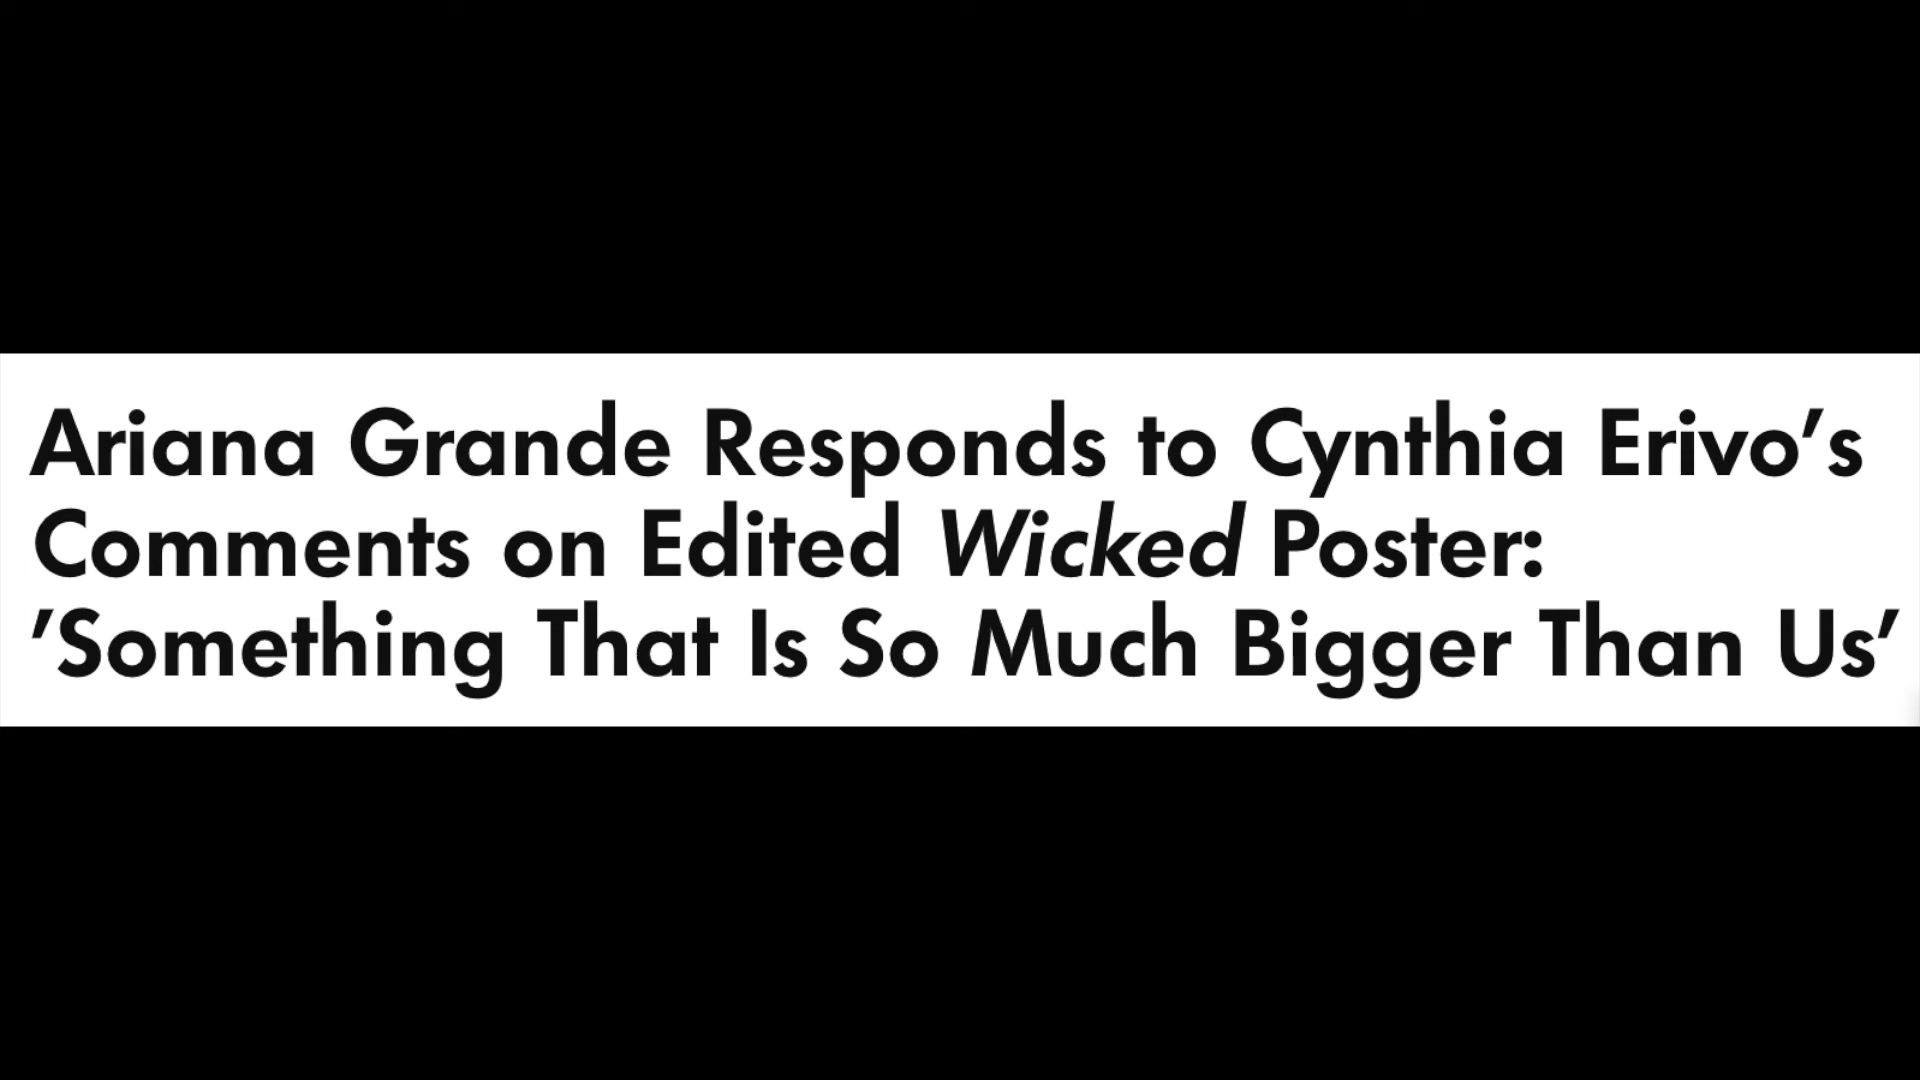 Ariana Grande Responds to Cynthia Erivo’s
Comments on Edited Wicked Poster:
’Something That Is So Much Bigger Than Us’